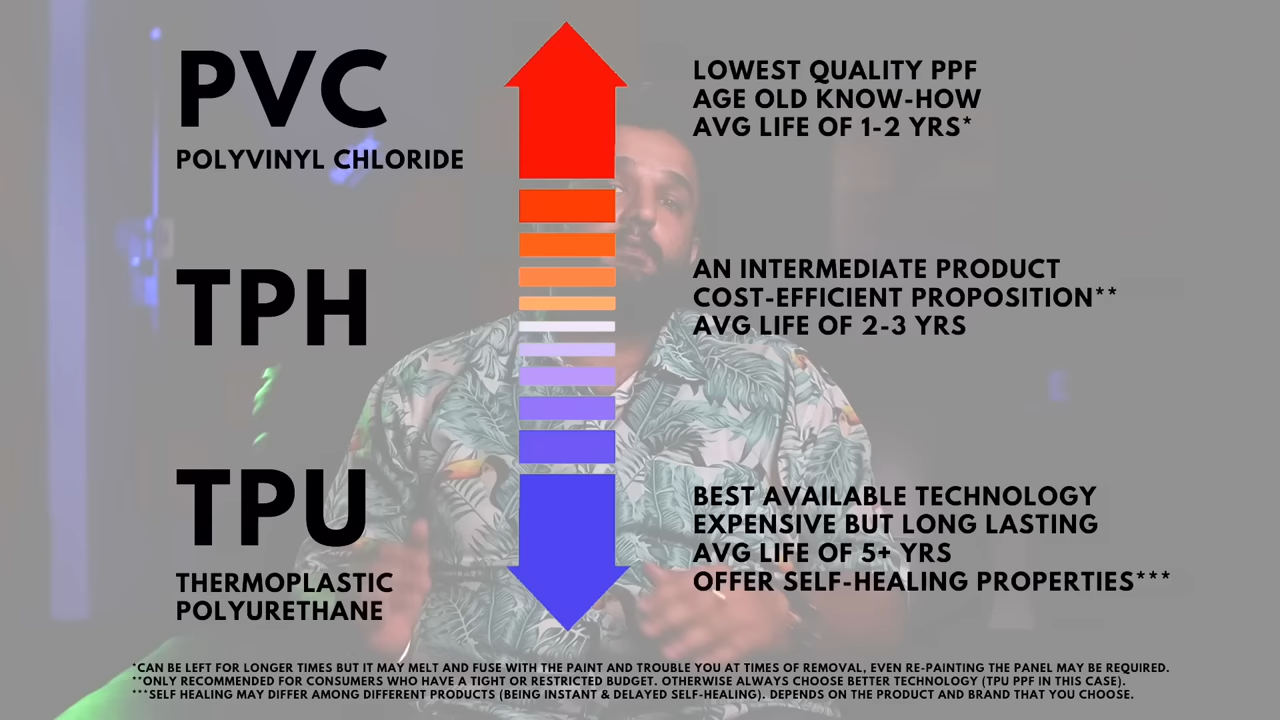 PVC
POLYVINYL CHLORIDE
LOWEST QUALITY PPF
AGE OLD KNOW-HOW
AVG LIFE OF 1-2 YRS*
TPH
AN INTERMEDIATE PRODUCT
COST-EFFICIENT PROPOSITION**
AVG LIFE OF 2-3 YRS
TPU
THERMOPLASTIC
POLYURETHANE
BEST AVAILABLE TECHNOLOGY
EXPENSIVE BUT LONG LASTING
AVG LIFE OF 5+ YRS
OFFER SELF-HEALING PROPERTIES***
*CAN BE LEFT FOR LONGER TIMES BUT IT MAY MELT AND FUSE WITH THE PAINT AND TROUBLE YOU AT TIMES OF REMOVAL, EVEN RE-PAINTING THE PANEL MAY BE REQUIRED.
**ONLY RECOMMENDED FOR CONSUMERS WHO HAVE A TIGHT OR RESTRICTED BUDGET. OTHERWISE ALWAYS CHOOSE BETTER TECHNOLOGY (TPU PPF IN THIS CASE).
***SELF HEALING MAY DIFFER AMONG DIFFERENT PRODUCTS (BEING INSTANT & DELAYED SELF-HEALING). DEPENDS ON THE PRODUCT AND BRAND THAT YOU CHOOSE.